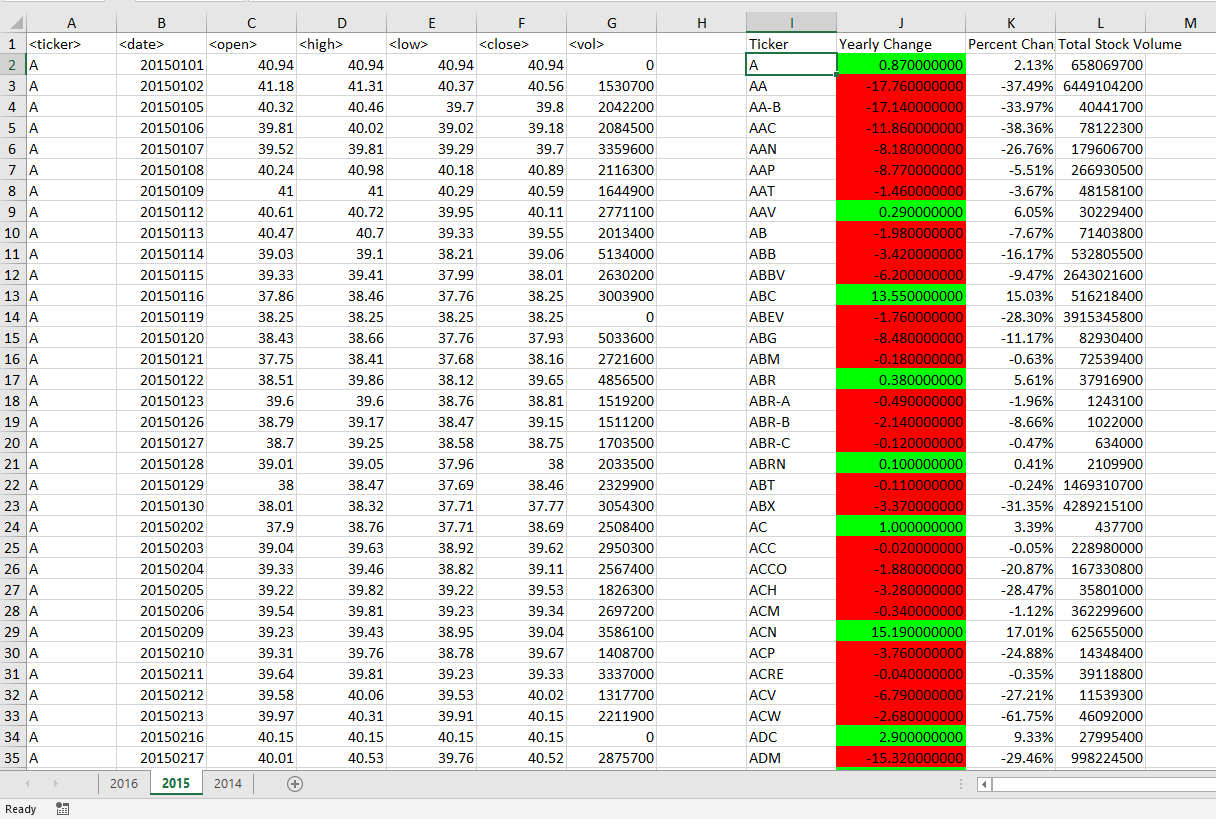 A B C D E F G H I J K L M
1 <ticker> <date> <open> <high> <low> <close> <vol> Ticker Yearly Change Percent Chan Total Stock Volume
2 A 20150101 40.94 40.94 40.94 40.94 0 A 0.870000000 2.13% 658069700
3 A 20150102 41.18 41.31 40.37 40.56 1530700 AA -17.760000000 -37.49% 6449104200
4 A 20150105 40.32 40.46 39.7 39.8 2042200 AA-B -17.140000000 -33.97% 40441700
5 A 20150106 39.81 40.02 39.02 39.18 2084500 AAC -11.860000000 -38.36% 78122300
6 A 20150107 39.52 39.81 39.29 39.7 3359600 AAN -8.180000000 -26.76% 179606700
7 A 20150108 40.24 40.98 40.18 40.89 2116300 AAP -8.770000000 -5.51% 266930500
8 A 20150109 41 41 40.29 40.59 1644900 AAT -1.460000000 -3.67% 48158100
9 A 20150112 40.61 40.72 39.95 40.11 2771100 AAV 0.290000000 6.05% 30229400
10 A 20150113 40.47 40.7 39.33 39.55 2013400 AB -1.980000000 -7.67% 71403800
11 A 20150114 39.03 39.1 38.21 39.06 5134000 ABB -3.420000000 -16.17% 532805500
12 A 20150115 39.33 39.41 37.99 38.01 2630200 ABBV -6.200000000 -9.47% 2643021600
13 A 20150116 37.86 38.46 37.76 38.25 3003900 ABC 13.550000000 15.03% 516218400
14 A 20150119 38.25 38.25 38.25 38.25 0 ABEV -1.760000000 -28.30% 3915345800
15 A 20150120 38.43 38.66 37.76 37.93 5033600 ABG -8.480000000 -11.17% 82930400
16 A 20150121 37.75 38.41 37.68 38.16 2721600 ABM -0.180000000 -0.63% 72539400
17 A 20150122 38.51 39.86 38.12 39.65 4856500 ABR 0.380000000 5.61% 37916900
18 A 20150123 39.6 39.6 38.76 38.81 1519200 ABR-A -0.490000000 -1.96% 1243100
19 A 20150126 38.79 39.17 38.47 39.15 1511200 ABR-B -2.140000000 -8.66% 1022000
20 A 20150127 38.7 39.25 38.58 38.75 1703500 ABR-C -0.120000000 -0.47% 634000
21 A 20150128 39.01 39.05 37.96 38 2033500 ABRN 0.100000000 0.41% 2109900
22 A 20150129 38 38.47 37.69 38.46 2329900 ABT -0.110000000 -0.24% 1469310700
23 A 20150130 38.01 38.32 37.71 37.77 3054300 ABX -3.370000000 -31.35% 4289215100
24 A 20150202 37.9 38.76 37.71 38.69 2508400 AC 1.000000000 3.39% 437700
25 A 20150203 39.04 39.63 38.92 39.62 2950300 ACC -0.020000000 -0.05% 228980000
26 A 20150204 39.33 39.46 38.82 39.11 2567400 ACCO -1.880000000 -20.87% 167330800
27 A 20150205 39.22 39.82 39.22 39.53 1826300 ACH -3.280000000 -28.47% 35801000
28 A 20150206 39.54 39.81 39.23 39.34 2697200 ACM -0.340000000 -1.12% 362299600
29 A 20150209 39.23 39.43 38.95 39.04 3586100 ACN 15.190000000 17.01% 625655000
30 A 20150210 39.31 39.76 38.78 39.67 1408700 ACP -3.760000000 -24.88% 14348400
31 A 20150211 39.64 39.81 39.23 39.33 3337000 ACRE -0.040000000 -0.35% 39118800
32 A 20150212 39.58 40.06 39.53 40.02 1317700 ACV -6.790000000 -27.21% 11539300
33 A 20150213 39.97 40.31 39.91 40.15 2211900 ACW -2.680000000 -61.75% 46092000
34 A 20150216 40.15 40.15 40.15 40.15 0 ADC 2.900000000 9.33% 27995400
35 A 20150217 40.01 40.53 39.76 40.52 2875700 ADM -15.320000000 -29.46% 998224500
2016 2015 2014
Ready